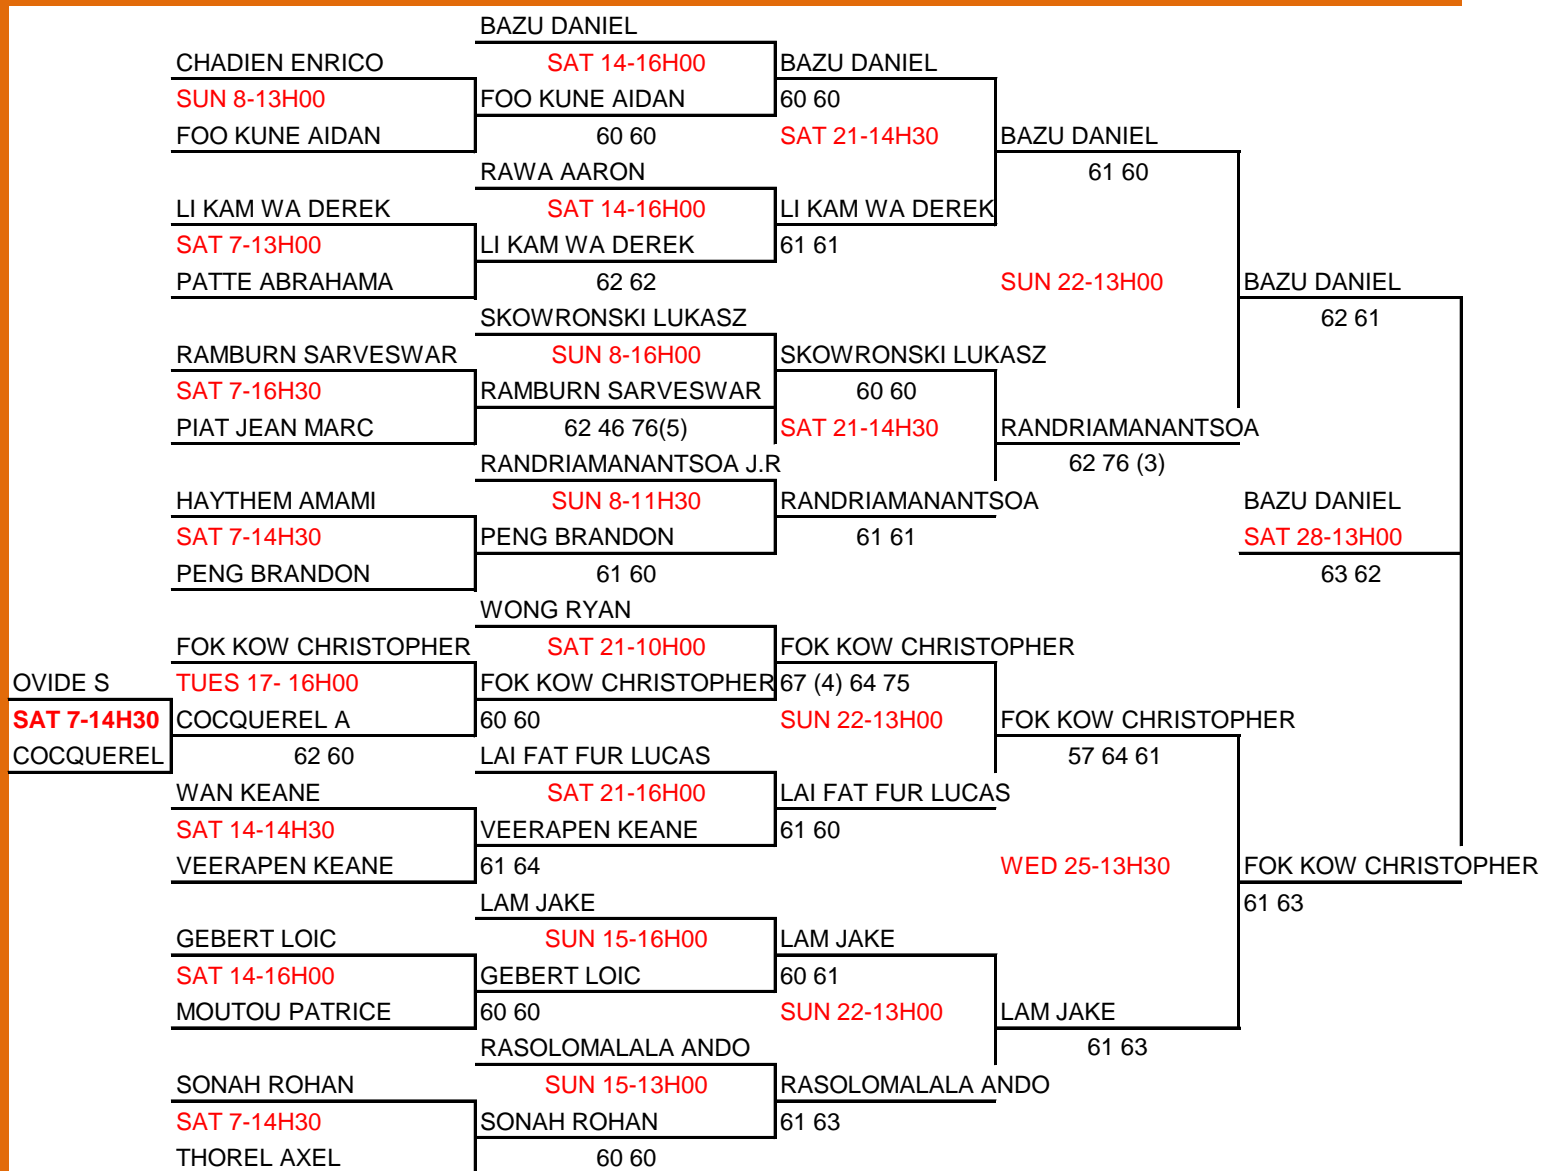 BAZU DANIEL
CHADIEN ENRICO SAT 14-16H00 BAZU DANIEL
SUN 8-13H00 FOO KUNE AIDAN 60 60
FOO KUNE AIDAN 60 60 SAT 21-14H30 BAZU DANIEL
RAWA AARON 61 60
LI KAM WA DEREK SAT 14-16H00 LI KAM WA DEREK
SAT 7-13H00 LI KAM WA DEREK 61 61
PATTE ABRAHAMA 62 62 SUN 22-13H00 BAZU DANIEL
SKOWRONSKI LUKASZ 62 61
RAMBURN SARVESWAR SUN 8-16H00 SKOWRONSKI LUKASZ
SAT 7-16H30 RAMBURN SARVESWAR 60 60
PIAT JEAN MARC 62 46 76(5) SAT 21-14H30 RANDRIAMANANTSOA
RANDRIAMANANTSOA J.R 62 76 (3)
HAYTHEM AMAMI SUN 8-11H30 RANDRIAMANANTSOA BAZU DANIEL
SAT 7-14H30 PENG BRANDON 61 61 SAT 28-13H00
PENG BRANDON 61 60 63 62
WONG RYAN
FOK KOW CHRISTOPHER SAT 21-10H00 FOK KOW CHRISTOPHER
OVIDE S TUES 17- 16H00 FOK KOW CHRISTOPHER 67 (4) 64 75
SAT 7-14H30 COCQUEREL A 60 60 SUN 22-13H00 FOK KOW CHRISTOPHER
COCQUEREL 62 60 LAI FAT FUR LUCAS 57 64 61
WAN KEANE SAT 21-16H00 LAI FAT FUR LUCAS
SAT 14-14H30 VEERAPEN KEANE 61 60
VEERAPEN KEANE 61 64 WED 25-13H30 FOK KOW CHRISTOPHER
LAM JAKE 61 63
GEBERT LOIC SUN 15-16H00 LAM JAKE
SAT 14-16H00 GEBERT LOIC 60 61
MOUTOU PATRICE 60 60 SUN 22-13H00 LAM JAKE
RASOLOMALALA ANDO 61 63
SONAH ROHAN SUN 15-13H00 RASOLOMALALA ANDO
SAT 7-14H30 SONAH ROHAN 61 63
THOREL AXEL 60 60